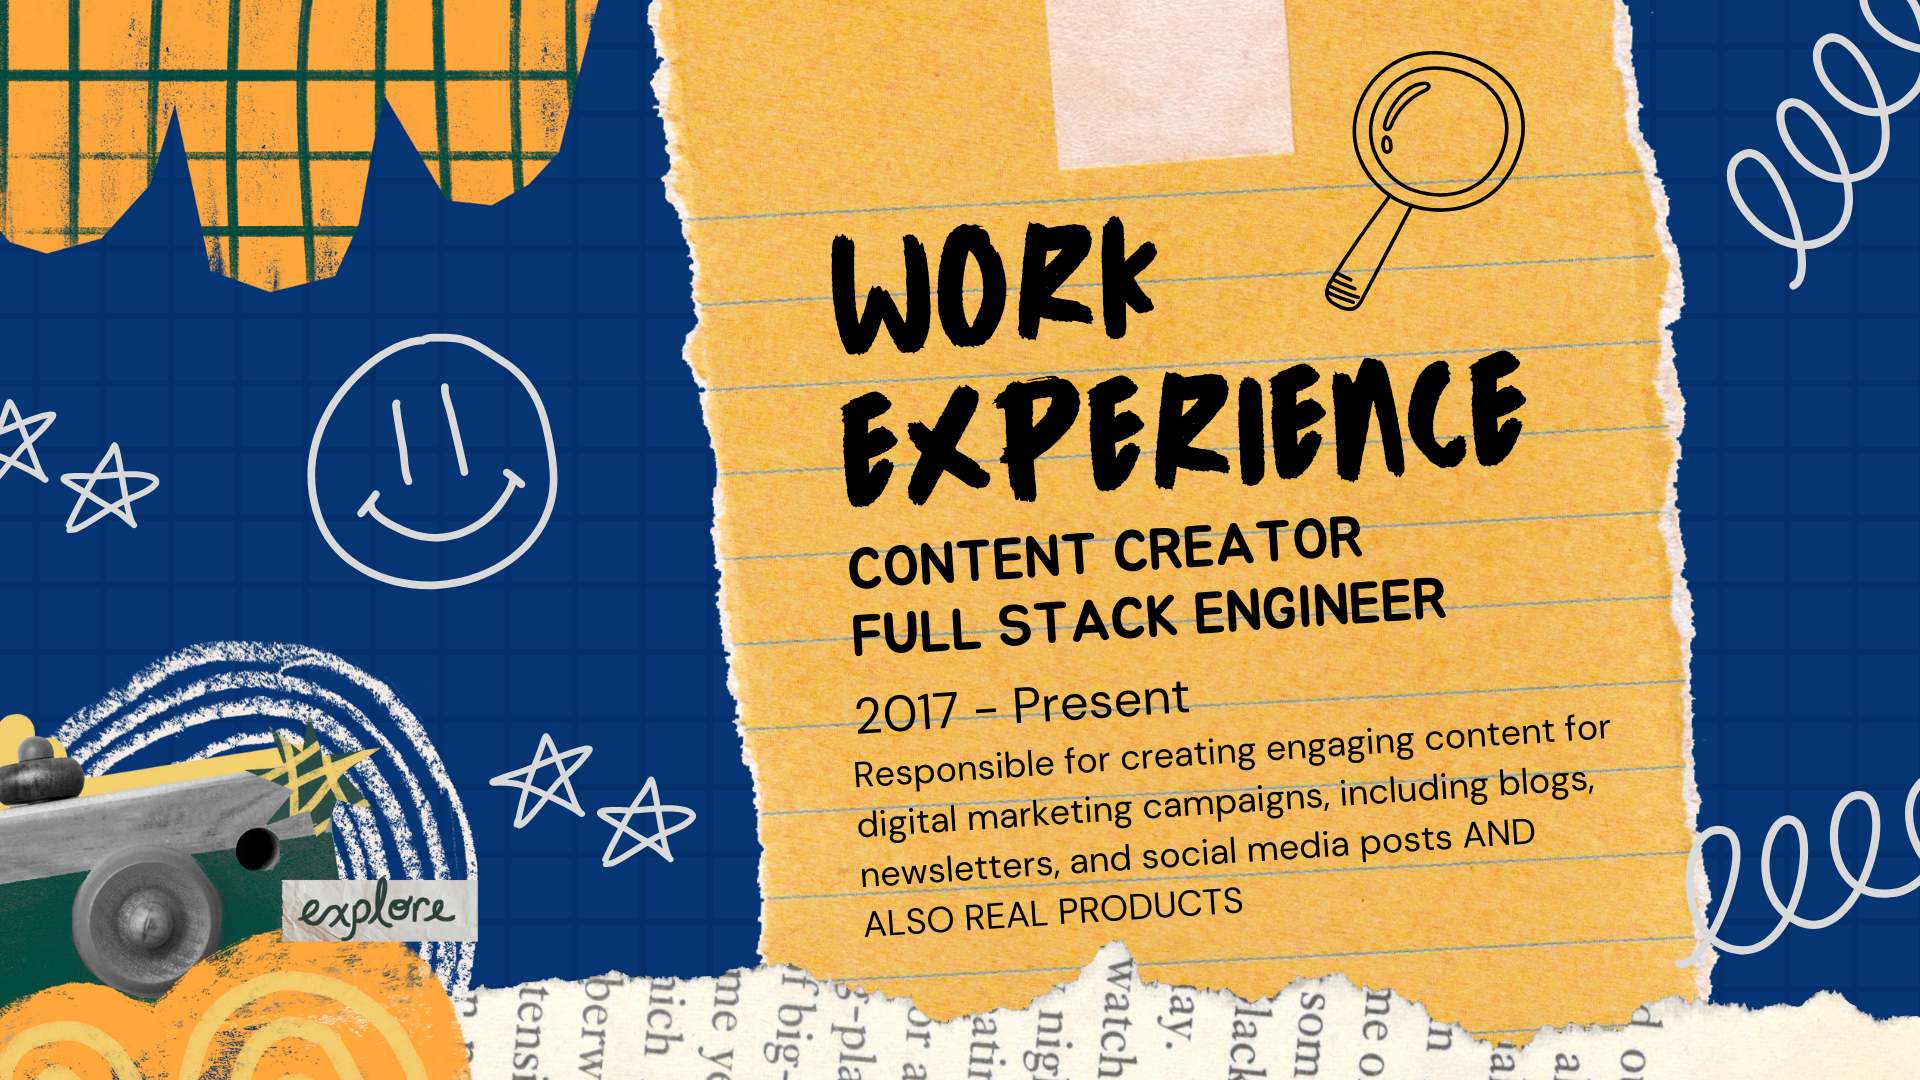 WORK
EXPERIENCE
CONTENT CREATOR
FULL STACK ENGINEER
2017 - Present
Responsible for creating engaging content for
digital marketing campaigns, including blogs,
newsletters, and social media posts AND
ALSO REAL PRODUCTS
explore
watch